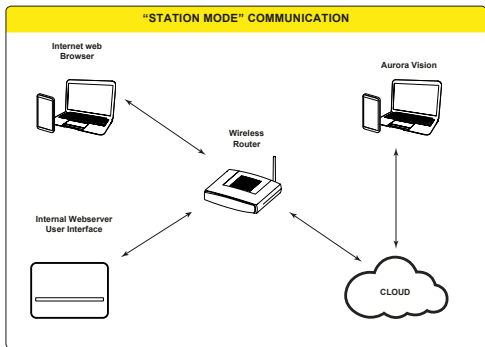 “STATION MODE” COMMUNICATION
Internet web
Browser
Aurora Vision
Wireless
Router
Internal Webserver
User Interface
CLOUD